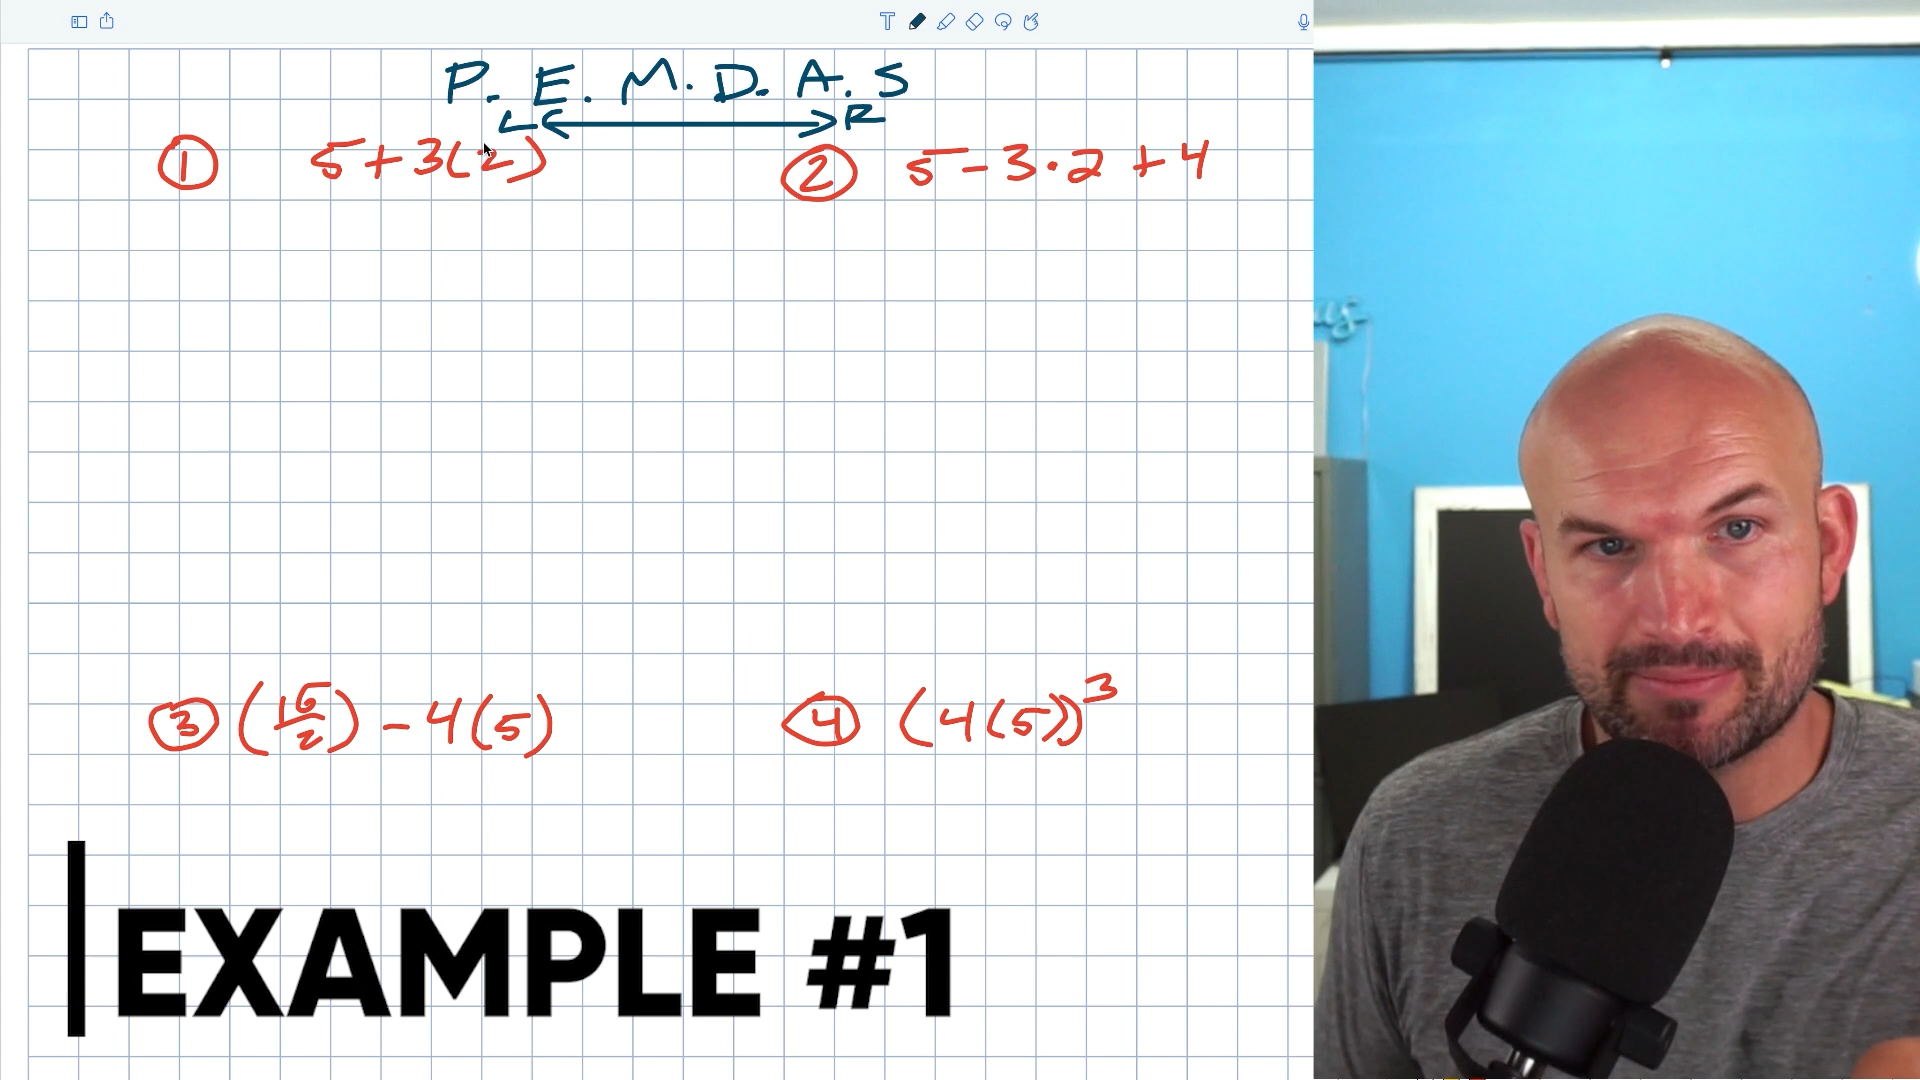 P. E. M. D. A. S
L ⟷ R
① 5+3(2)
② 5-3·2+4
③ (16/2)-4(5)
④ (4(5))³
EXAMPLE #1